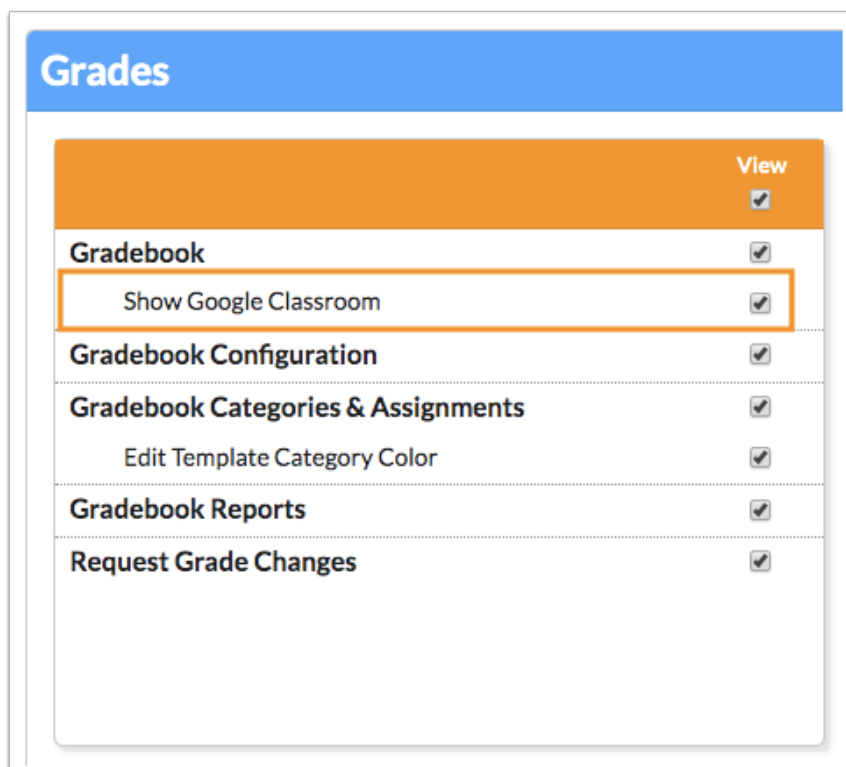 Grades
View
Gradebook
Show Google Classroom
Gradebook Configuration
Gradebook Categories & Assignments
Edit Template Category Color
Gradebook Reports
Request Grade Changes